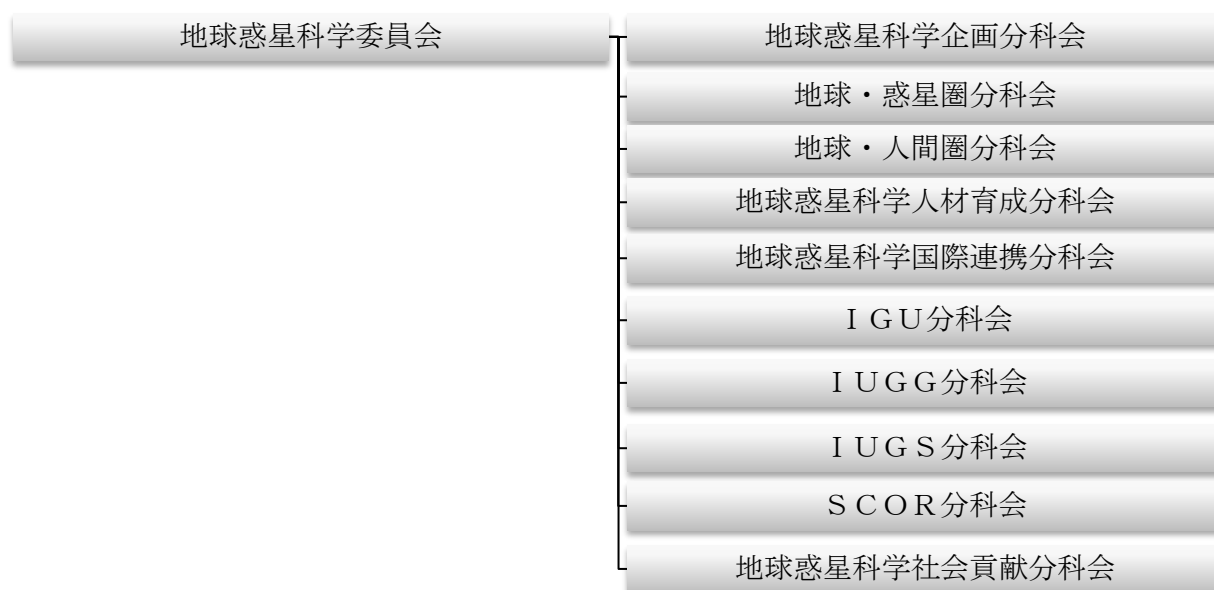 地球惑星科学委員会
地球惑星科学企画分科会
地球・惑星圏分科会
地球・人間圏分科会
地球惑星科学人材育成分科会
地球惑星科学国際連携分科会
ＩＧＵ分科会
ＩＵＧＧ分科会
ＩＵＧＳ分科会
ＳＣＯＲ分科会
地球惑星科学社会貢献分科会